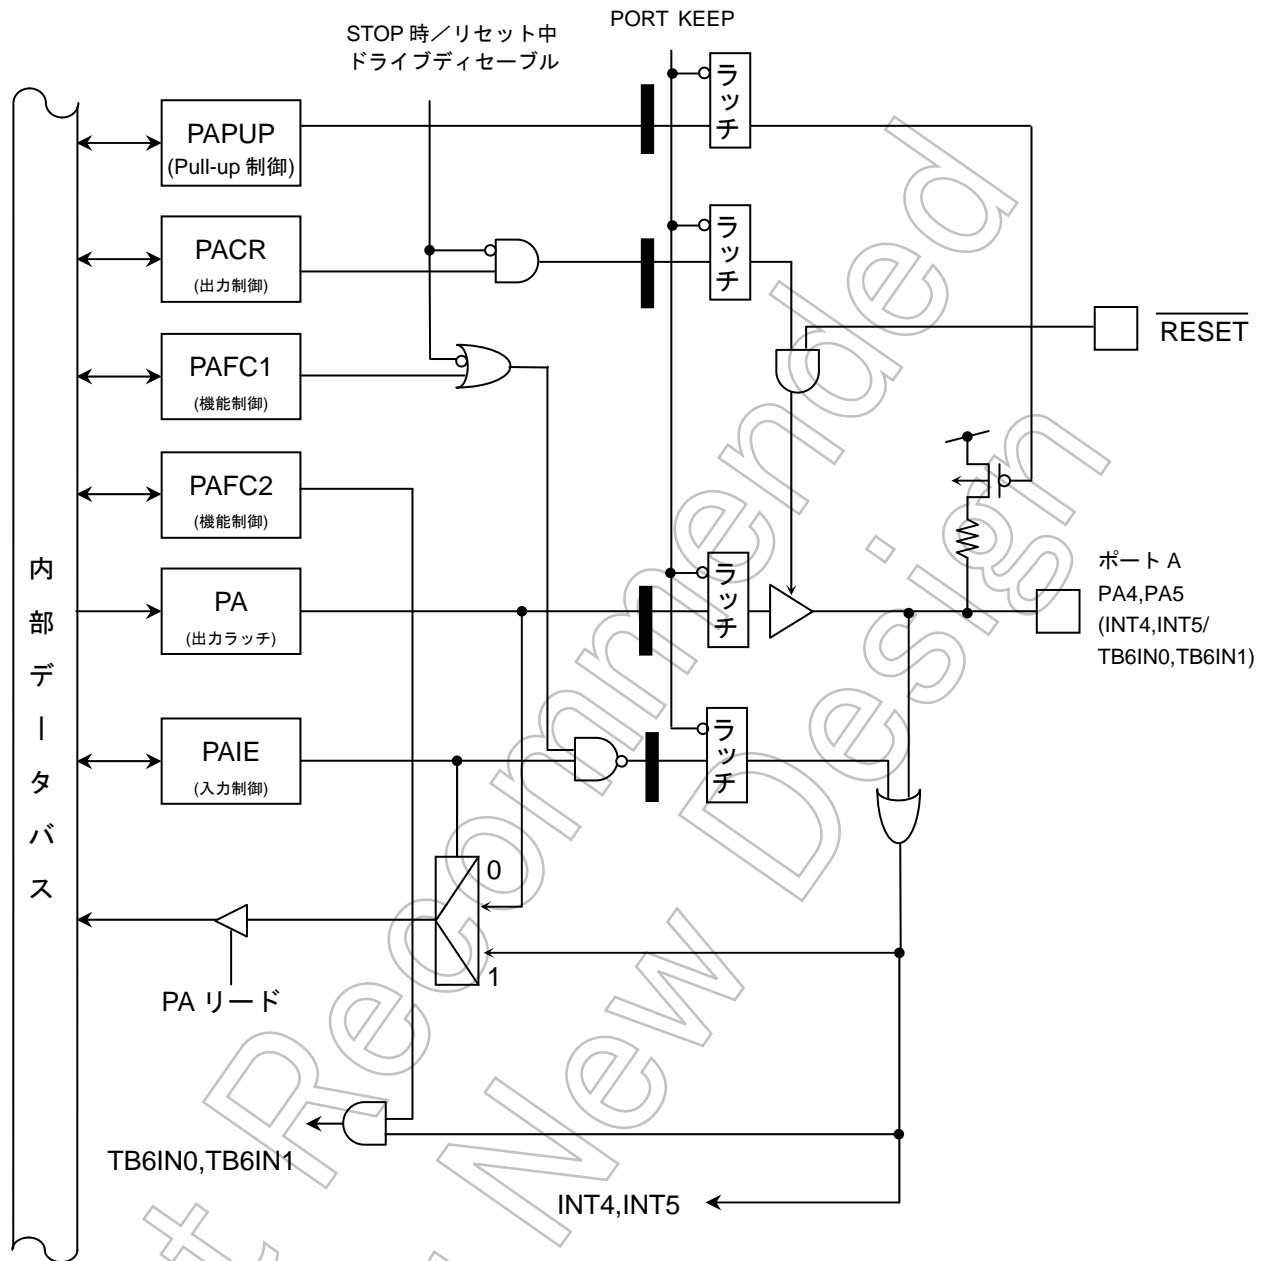 PORT KEEP
STOP 時／リセット中
ドライブディセーブル
ラッチ
PAPUP
(Pull-up 制御)
ラッチ
PACR
(出力制御)
RESET
PAFC1
(機能制御)
PAFC2
(機能制御)
内部データバス
ラッチ
ポート A
PA4,PA5
(INT4,INT5/
TB6IN0,TB6IN1)
PA
(出力ラッチ)
ラッチ
PAIE
(入力制御)
0
1
PA リード
TB6IN0,TB6IN1
INT4,INT5
t Recommended
New Design